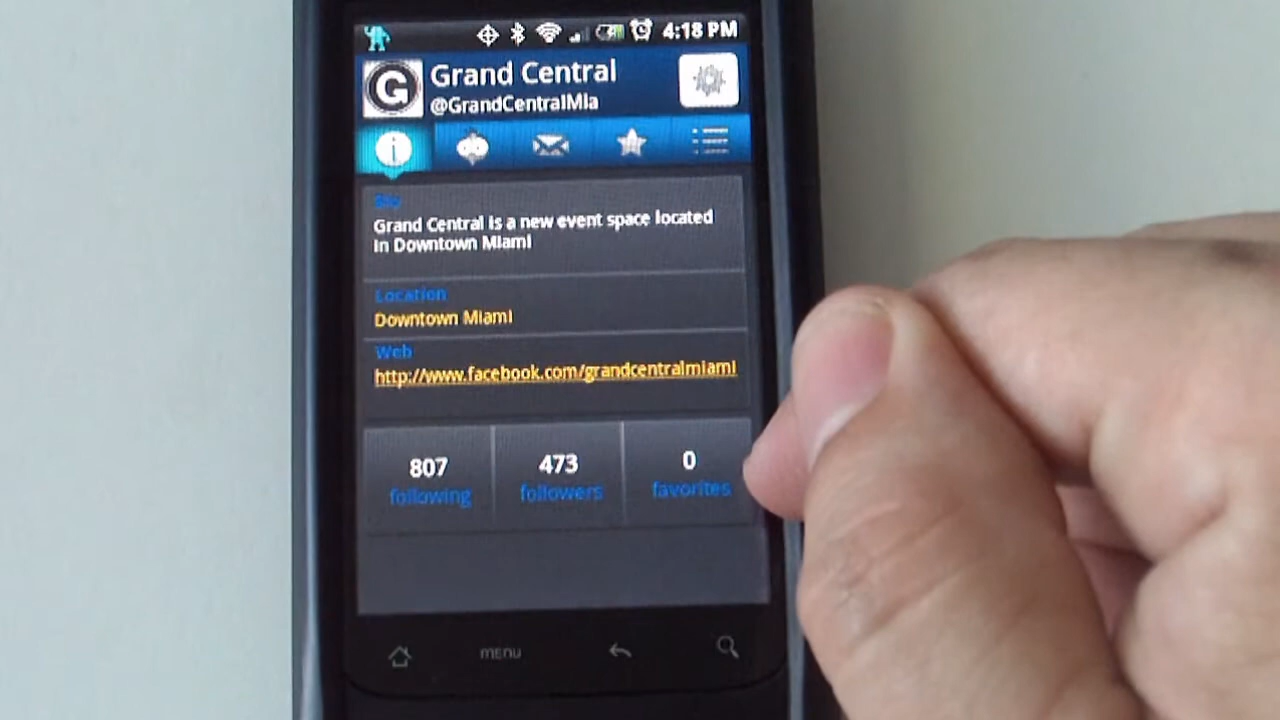 4:18 PM
G
Grand Central
@GrandCentralMia
i
Bio
Grand Central is a new event space located
in Downtown Miami
Location
Downtown Miami
Web
http://www.facebook.com/grandcentralmiami
807
473
0
following
followers
favorites
MENU